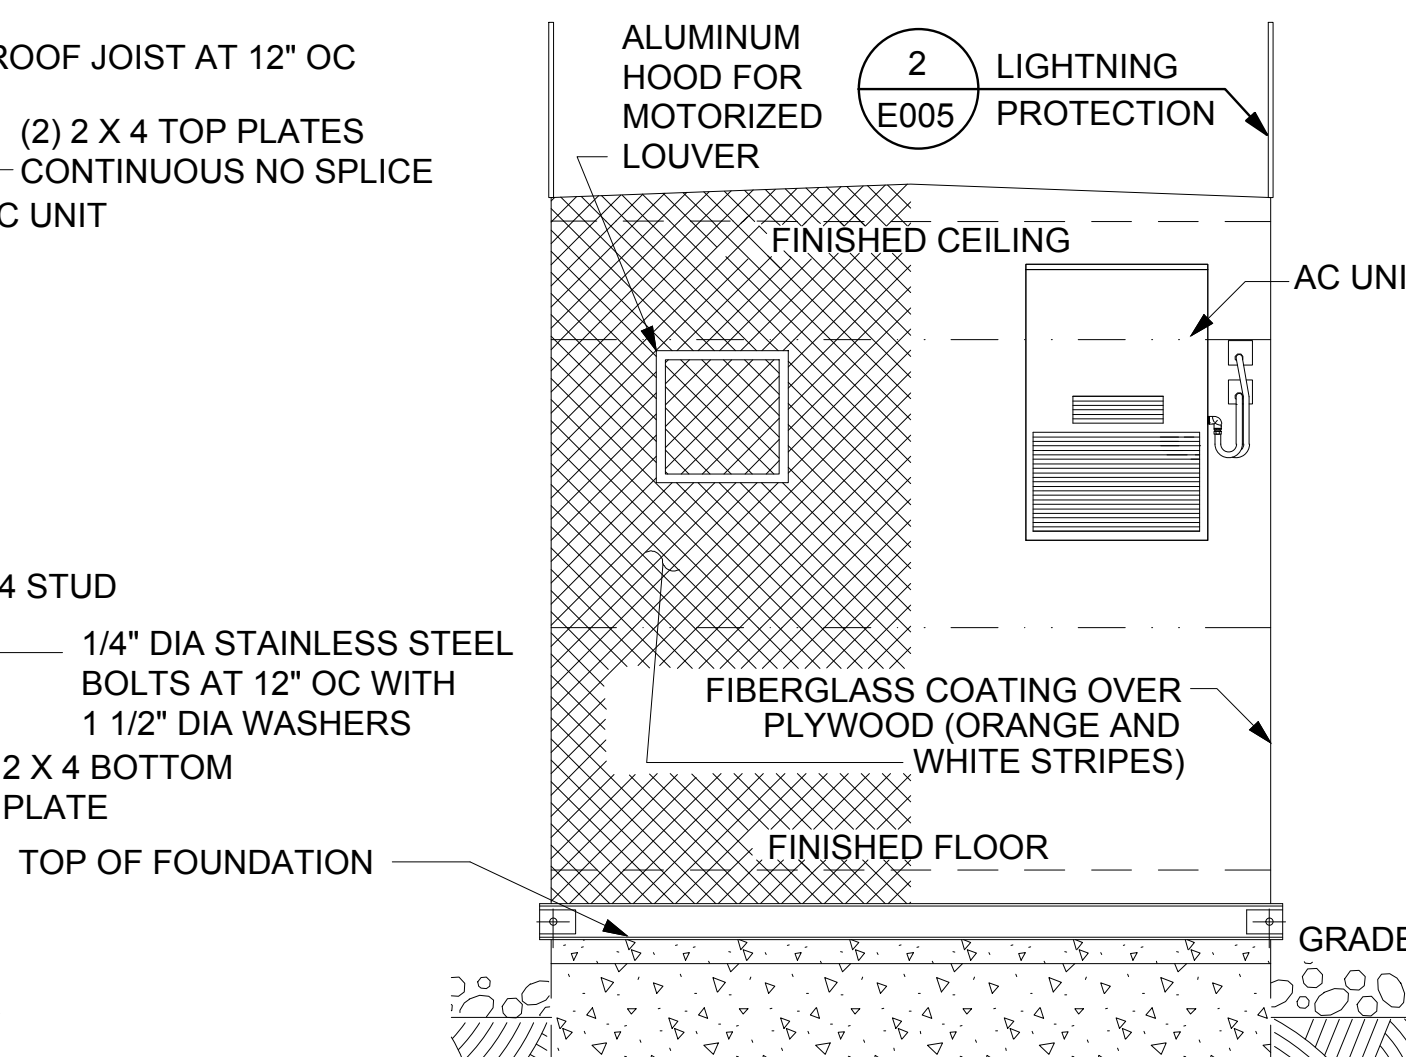 ROOF JOIST AT 12" OC
(2) 2 X 4 TOP PLATES
CONTINUOUS NO SPLICE
C UNIT
4 STUD
1/4" DIA STAINLESS STEEL
BOLTS AT 12" OC WITH
1 1/2" DIA WASHERS
2 X 4 BOTTOM
PLATE
TOP OF FOUNDATION
ALUMINUM
HOOD FOR
MOTORIZED
LOUVER
2
E005
LIGHTNING
PROTECTION
FINISHED CEILING
AC UNI
FIBERGLASS COATING OVER
PLYWOOD (ORANGE AND
WHITE STRIPES)
FINISHED FLOOR
GRADE